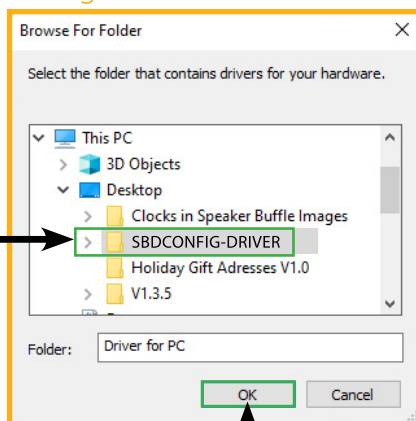 Browse For Folder
Select the folder that contains drivers for your hardware.
This PC
3D Objects
Desktop
Clocks in Speaker Buffle Images
SBDCONFIG-DRIVER
Holiday Gift Adresses V1.0
V1.3.5
Folder: Driver for PC
OK Cancel